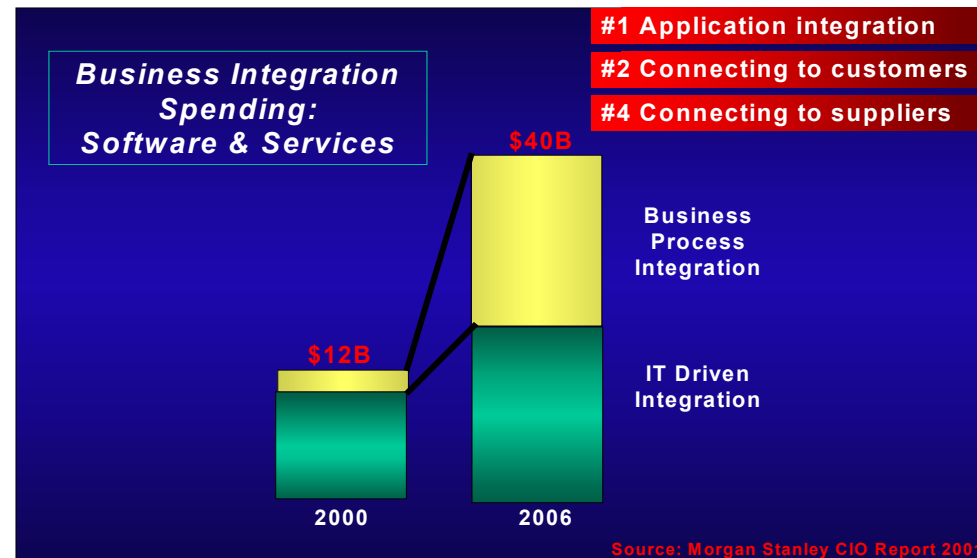 #1 Application integration
#2 Connecting to customers
#4 Connecting to suppliers
Business Integration
Spending:
Software & Services
$40B
Business
Process
Integration
$12B
IT Driven
Integration
2000
2006
Source: Morgan Stanley CIO Report